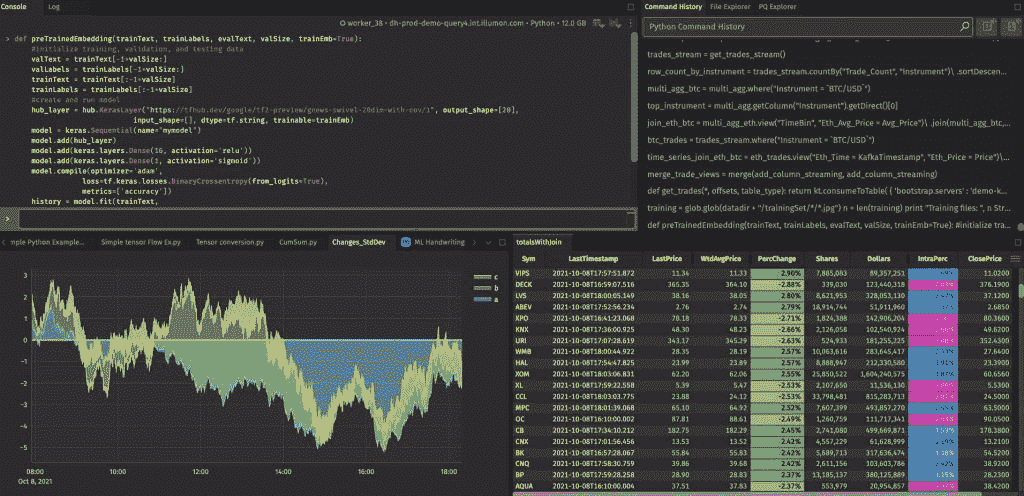 Console Log
worker_38 • dh-prod-demo-query4.int.illumon.com • Python • 12.0 GB
> def preTrainedEmbedding(trainText, trainLabels, evalText, valSize, trainEmb=True):
#initialize training, validation, and testing data
valText = trainText[-1*valSize:]
valLabels = trainLabels[-1*valSize:]
trainText = trainText[:-1*valSize]
trainLabels = trainLabels[:-1*valSize]
#create and run model
hub_layer = hub.KerasLayer("https://tfhub.dev/google/tf2-preview/gnews-swivel-20dim-with-oov/1", output_shape=[20],
input_shape=[], dtype=tf.string, trainable=trainEmb)
model = keras.Sequential(name="mymodel")
model.add(hub_layer)
model.add(keras.layers.Dense(16, activation='relu'))
model.add(keras.layers.Dense(1, activation='sigmoid'))
model.compile(optimizer='adam',
loss=tf.keras.losses.BinaryCrossentropy(from_logits=True),
metrics=['accuracy'])
history = model.fit(trainText,
>
Command History File Explorer PQ Explorer
Python Command History
trades_stream = get_trades_stream()
row_count_by_instrument = trades_stream.countBy("Trade_Count", "Instrument")\ .sortDescen...
multi_agg_btc = multi_agg.where("Instrument = `BTC/USD`")
top_instrument = multi_agg.getColumn("Instrument").getDirect()[0]
join_eth_btc = multi_agg_eth.view("TimeBin", "Eth_Avg_Price = Avg_Price")\ .join(multi_agg_btc,...
btc_trades = trades_stream.where("Instrument = `BTC/USD`")
time_series_join_eth_btc = eth_trades.view("Eth_Time = KafkaTimestamp", "Eth_Price = Price")\...
merge_trade_views = merge(add_column_streaming, add_column_streaming)
def get_trades(*, offsets, table_type): return kt.consumeToTable( { 'bootstrap.servers' : 'demo-k...
training = glob.glob(datadir + "/trainingSet/*/*.jpg") n = len(training) print "Training files: ", n Str...
def preTrainedEmbedding(trainText, trainLabels, evalText, valSize, trainEmb=True): #initialize tra...
mple Python Example... Simple tensor Flow Ex.py Tensor conversion.py CumSum.py Changes_StdDev ML Handwriting
c
b
a
3
2
1
0
-1
-2
-3
-4
-5
08:00 10:00 12:00 14:00 16:00 18:00
Oct 8, 2021
totalsWithJoin
Sym LastTimestamp LastPrice WtdAvgPrice PercChange Shares Dollars IntraPerc ClosePrice
VIPS 2021-10-08T17:57:51.872 11.34 11.33 2.90% 7,885,083 89,357,251 11.0200
DECK 2021-10-08T16:59:07.516 365.35 364.10 -2.88% 339,030 123,440,318 376.1900
LVS 2021-10-08T18:00:05.149 38.16 38.05 2.80% 8,621,953 328,053,130 37.1200
ABEV 2021-10-08T17:52:56.234 2.76 2.74 2.79% 18,914,744 51,911,960 2.6850
XPO 2021-10-08T16:41:23.068 78.18 78.33 -2.71% 1,824,388 142,906,204 80.3600
KNX 2021-10-08T17:36:00.925 48.30 48.23 -2.66% 2,126,058 102,540,924 49.6200
URI 2021-10-08T17:07:28.619 343.17 345.29 -2.63% 524,933 181,255,225 352.4300
WMB 2021-10-08T18:00:44.922 28.35 28.19 2.57% 10,063,616 283,645,417 27.6400
HAL 2021-10-08T17:54:47.825 23.99 23.89 2.57% 8,888,947 212,330,580 23.3900
XOM 2021-10-08T18:03:06.831 62.20 62.06 2.55% 25,850,522 1,604,240,575 60.6550
XL 2021-10-08T17:59:22.558 5.39 5.47 -2.53% 2,107,650 11,536,130 5.5300
CCL 2021-10-08T18:03:03.775 23.88 24.12 -2.53% 33,798,481 815,283,713 24.5000
MPC 2021-10-08T18:01:39.068 65.10 64.92 2.52% 7,607,399 493,857,270 63.5000
OC 2021-10-08T16:10:00.002 87.81 88.61 -2.49% 1,260,759 111,717,341 90.0500
CB 2021-10-08T17:34:10.212 182.75 182.29 2.45% 2,741,080 499,669,871 178.3800
CNX 2021-10-08T17:01:56.456 13.53 13.52 2.42% 4,557,229 61,628,999 13.2100
BK 2021-10-08T16:57:28.067 55.84 55.83 2.42% 5,689,713 317,636,474 54.5200
CNQ 2021-10-08T17:58:30.759 39.86 39.68 2.42% 2,611,156 103,603,786 38.9200
BP 2021-10-08T17:59:28.258 28.90 28.83 2.37% 13,185,137 380,125,889 28.2300
AQUA 2021-10-08T16:10:00.004 37.51 37.83 -2.37% 553,979 20,954,857 38.4200